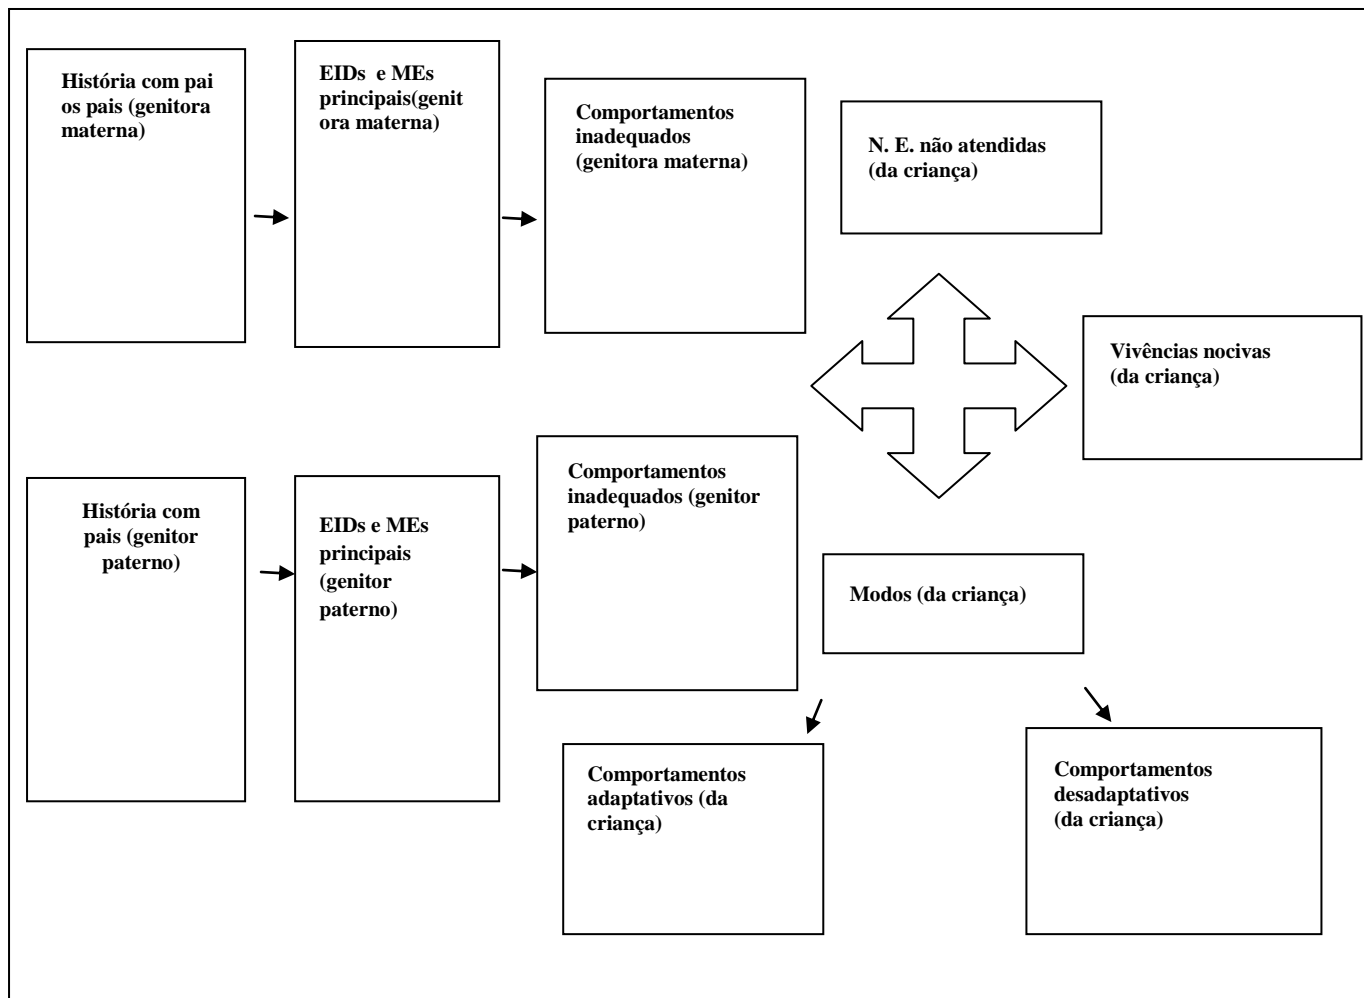 História com pai
os pais (genitora
materna)
EIDs e MEs
principais(genit
ora materna)
Comportamentos
inadequados
(genitora materna)
N. E. não atendidas
(da criança)
Vivências nocivas
(da criança)
História com
pais (genitor
paterno)
EIDs e MEs
principais
(genitor
paterno)
Comportamentos
inadequados (genitor
paterno)
Modos (da criança)
Comportamentos
adaptativos (da
criança)
Comportamentos
desadaptativos
(da criança)